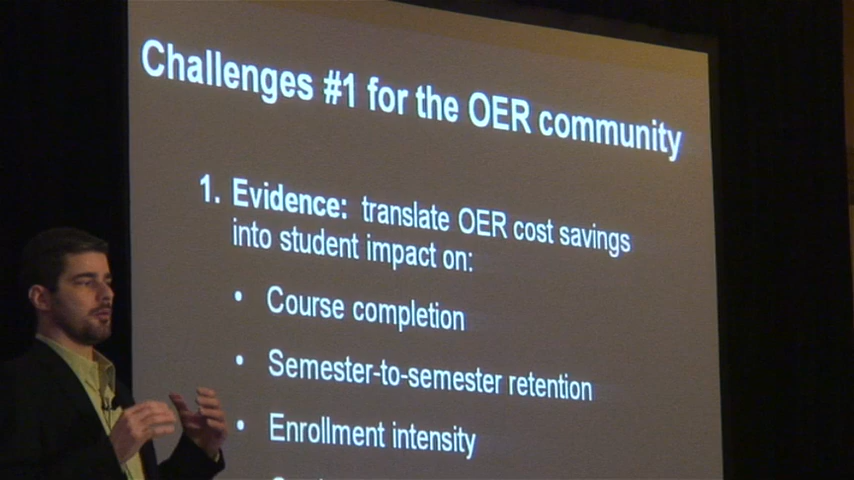 Challenges #1 for the OER community
1. Evidence: translate OER cost savings
into student impact on:
• Course completion
• Semester-to-semester retention
• Enrollment intensity